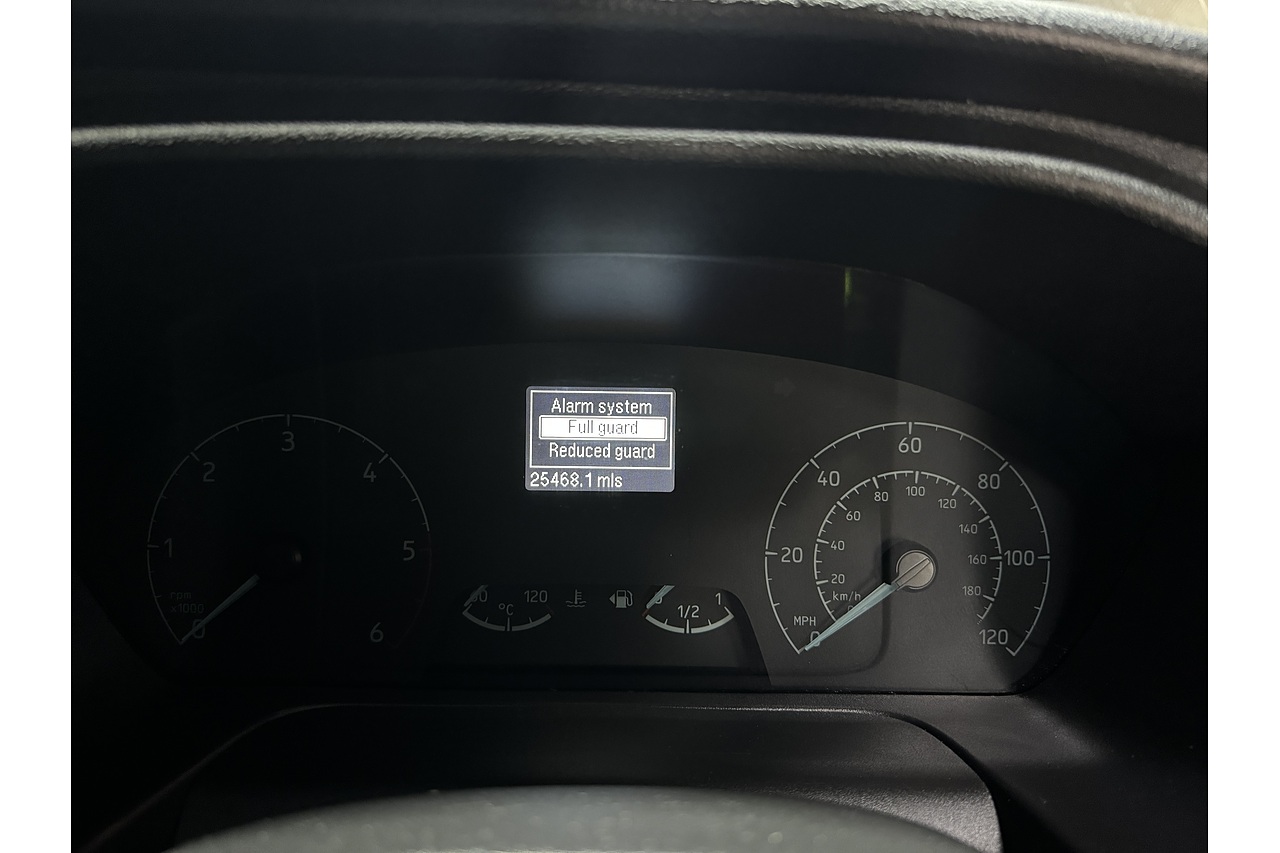 Alarm system
Full guard
Reduced guard
25468.1 mls
0 1 2 3 4 5 6
rpm
x1000
120
°C
1/2 1
0 20 40 60 80 100 120
MPH
20 40 60 80 100 120 140 160 180
km/h